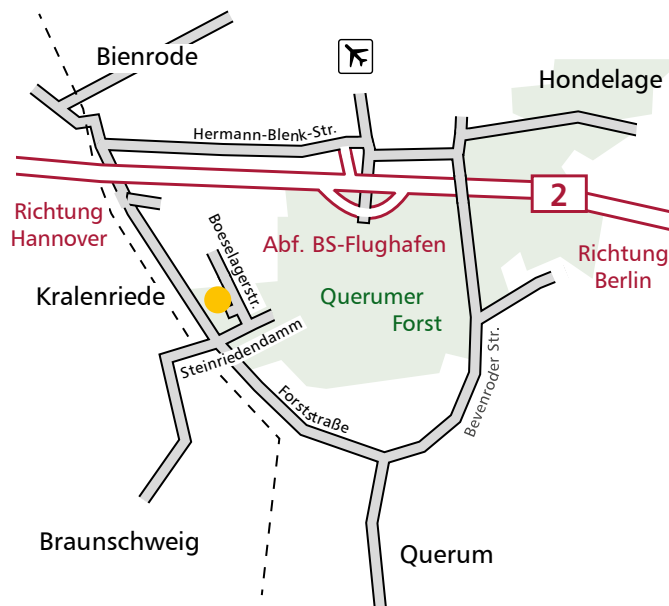 Bienrode
Hondelage
Hermann-Blenk-Str.
2
Richtung
Hannover
Boeselagerstr.
Abf. BS-Flughafen
Richtung
Berlin
Kralenriede
Querumer
Forst
Steinriedendamm
Bevenroder Str.
Forststraße
Braunschweig
Querum